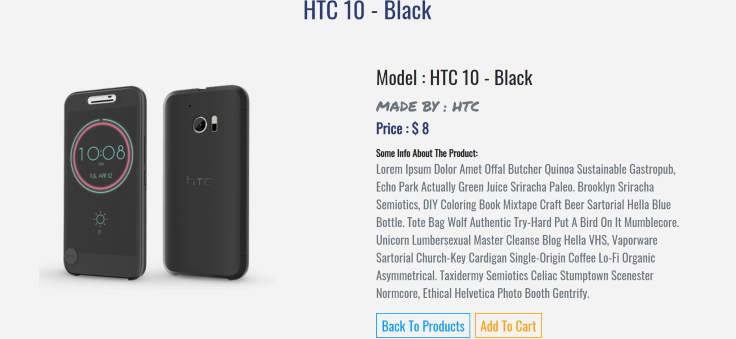 HTC 10 - Black
Model : HTC 10 - Black
MADE BY : HTC
Price : $ 8
10:08
TUE, APR 12
hTC
Some Info About The Product:
Lorem Ipsum Dolor Amet Offal Butcher Quinoa Sustainable Gastropub,
Echo Park Actually Green Juice Sriracha Paleo. Brooklyn Sriracha
Semiotics, DIY Coloring Book Mixtape Craft Beer Sartorial Hella Blue
Bottle. Tote Bag Wolf Authentic Try-Hard Put A Bird On It Mumblecore.
Unicorn Lumbersexual Master Cleanse Blog Hella VHS, Vaporware
Sartorial Church-Key Cardigan Single-Origin Coffee Lo-Fi Organic
Asymmetrical. Taxidermy Semiotics Celiac Stumptown Scenester
Normcore, Ethical Helvetica Photo Booth Gentrify.
Back To Products
Add To Cart